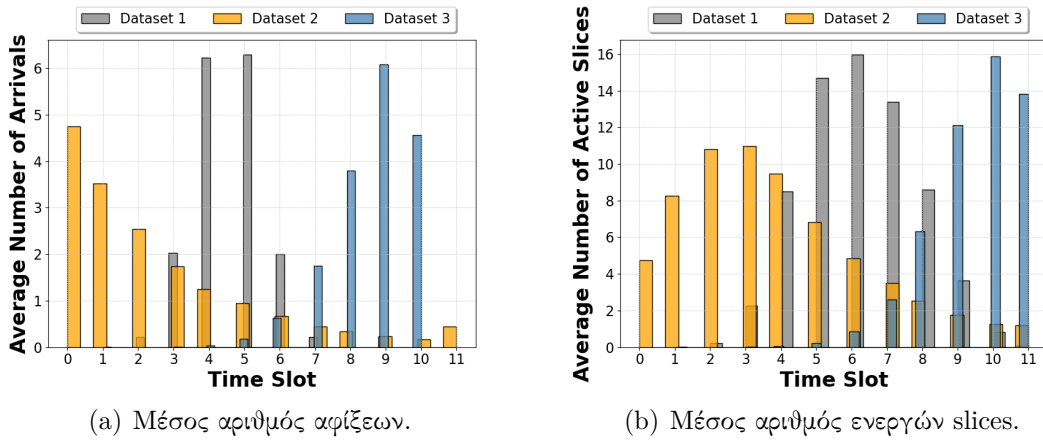 Dataset 1 Dataset 2 Dataset 3
Average Number of Arrivals
6
5
4
3
2
1
0
0 1 2 3 4 5 6 7 8 9 10 11
Time Slot
(a) Μέσος αριθμός αφίξεων.
Dataset 1 Dataset 2 Dataset 3
Average Number of Active Slices
16
14
12
10
8
6
4
2
0
0 1 2 3 4 5 6 7 8 9 10 11
Time Slot
(b) Μέσος αριθμός ενεργών slices.